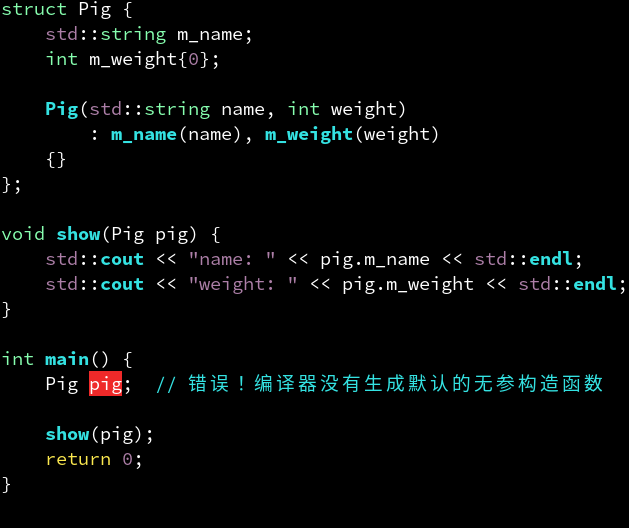 struct Pig {
    std::string m_name;
    int m_weight{0};

    Pig(std::string name, int weight)
        : m_name(name), m_weight(weight)
    {}
};

void show(Pig pig) {
    std::cout << "name: " << pig.m_name << std::endl;
    std::cout << "weight: " << pig.m_weight << std::endl;
}

int main() {
    Pig pig;  // 错误！编译器没有生成默认的无参构造函数

    show(pig);
    return 0;
}